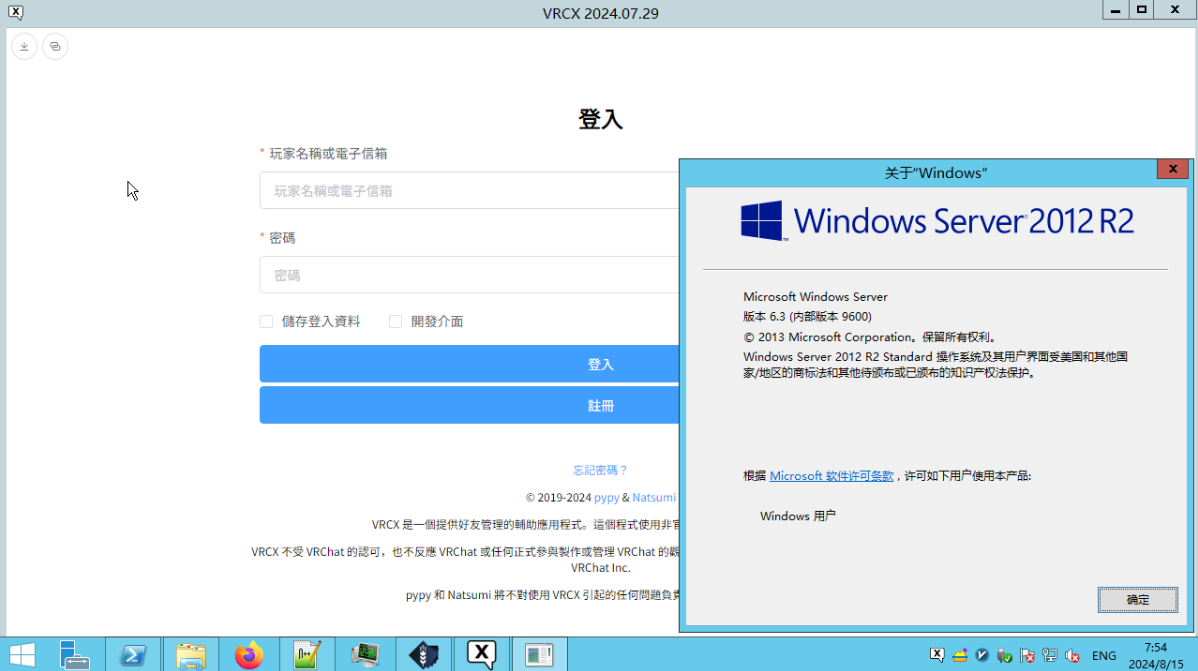 VRCX 2024.07.29
登入
* 玩家名稱或電子信箱
玩家名稱或電子信箱
* 密碼
密碼
儲存登入資料 開發介面
登入
註冊
忘記密碼？
© 2019-2024 pypy & Natsumi
VRCX 是一個提供好友管理的輔助應用程式。這個程式使用非官
VRCX 不受 VRChat 的認可，也不反應 VRChat 或任何正式參與製作或管理 VRChat 的觀
VRChat Inc.
pypy 和 Natsumi 將不對使用 VRCX 引起的任何問題負責
关于“Windows”
Windows Server 2012 R2
Microsoft Windows Server
版本 6.3 (内部版本 9600)
© 2013 Microsoft Corporation。保留所有权利。
Windows Server 2012 R2 Standard 操作系统及其用户界面受美国和其他国
家/地区的商标法和其他待颁布或已颁布的知识产权法保护。
根据 Microsoft 软件许可条款，许可如下用户使用本产品:
Windows 用户
确定
ENG
7:54
2024/8/15